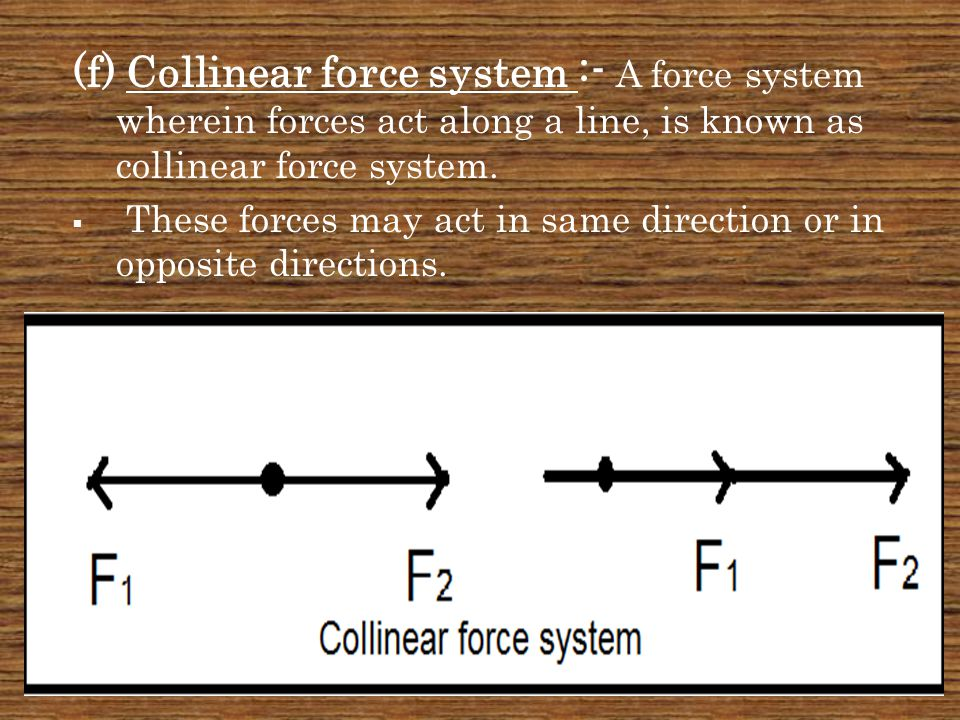 (f) Collinear force system :- A force system
wherein forces act along a line, is known as
collinear force system.
▪ These forces may act in same direction or in
opposite directions.
F1 F2 F1 F2
Collinear force system